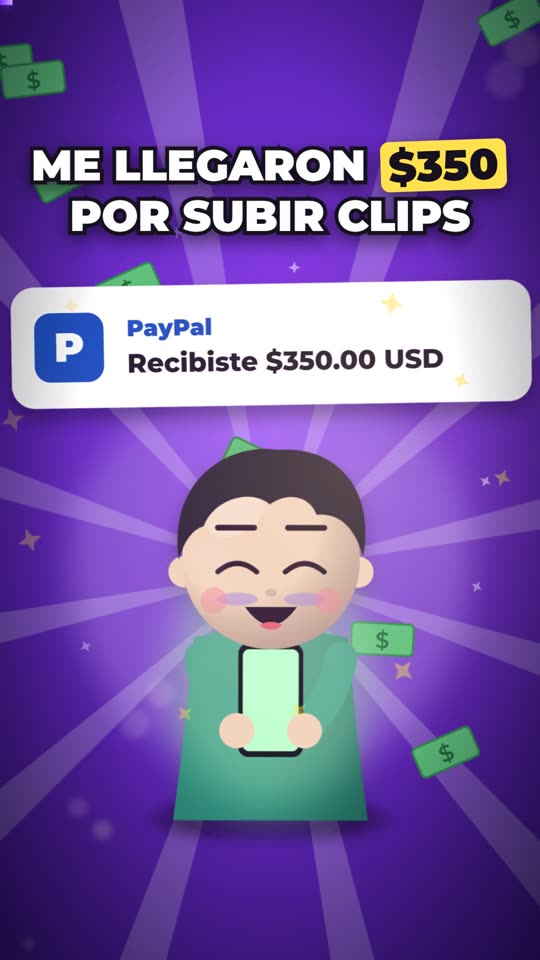 ME LLEGARON $350
POR SUBIR CLIPS
P
PayPal
Recibiste $350.00 USD
$
$
$
$
$
$